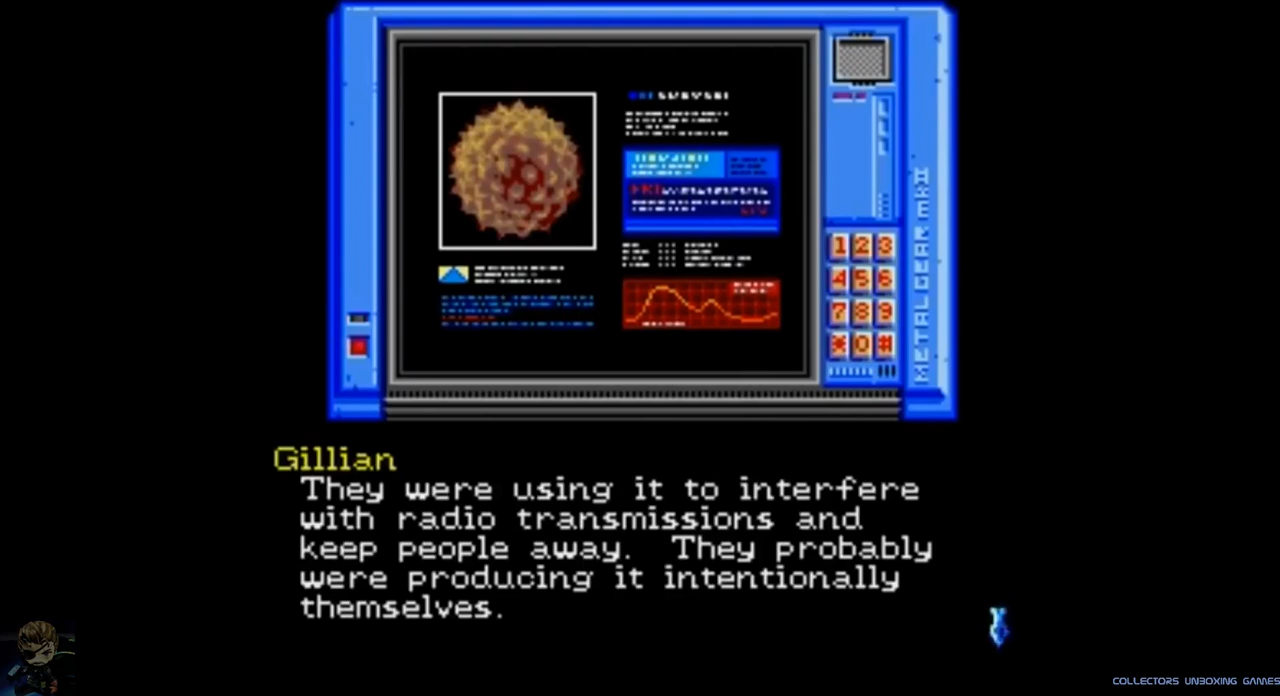 1 2 3
4 5 6
7 8 9
* 0 #
METAL GEAR mkII
Gillian
They were using it to interfere
with radio transmissions and
keep people away. They probably
were producing it intentionally
themselves.
COLLECTORS UNBOXING GAMES